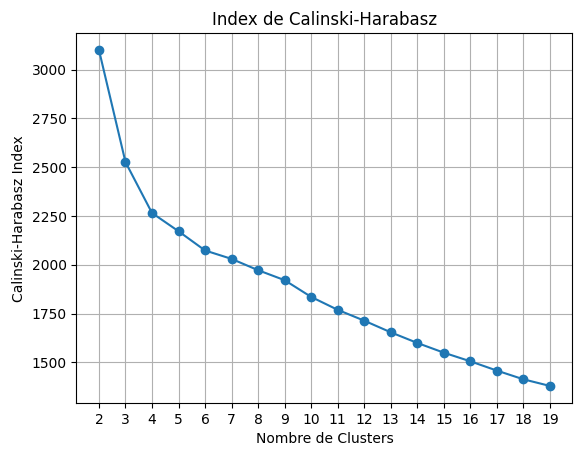 Index de Calinski-Harabasz
Calinski-Harabasz Index
3000
2750
2500
2250
2000
1750
1500
2 3 4 5 6 7 8 9 10 11 12 13 14 15 16 17 18 19
Nombre de Clusters